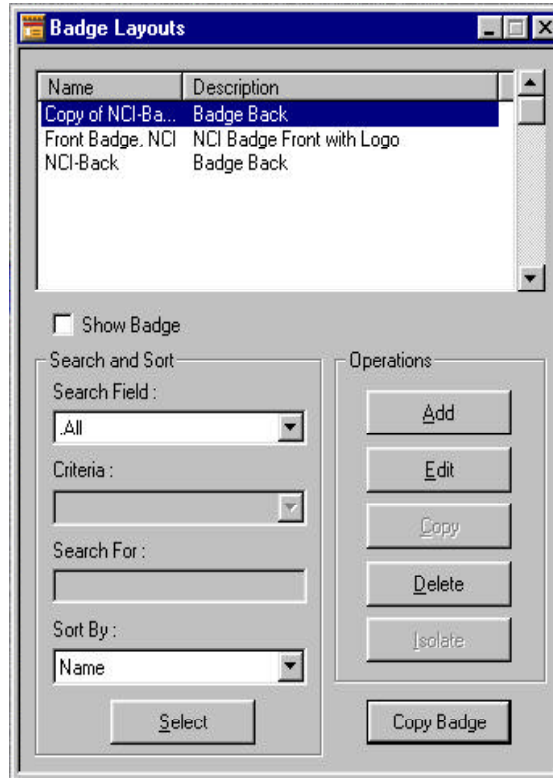 Badge Layouts
Name Description
Copy of NCI-Ba... Badge Back
Front Badge, NCI NCI Badge Front with Logo
NCI-Back Badge Back
Show Badge
Search and Sort
Search Field :
.All
Criteria :
Search For :
Sort By :
Name
Select
Operations
Add
Edit
Copy
Delete
Isolate
Copy Badge